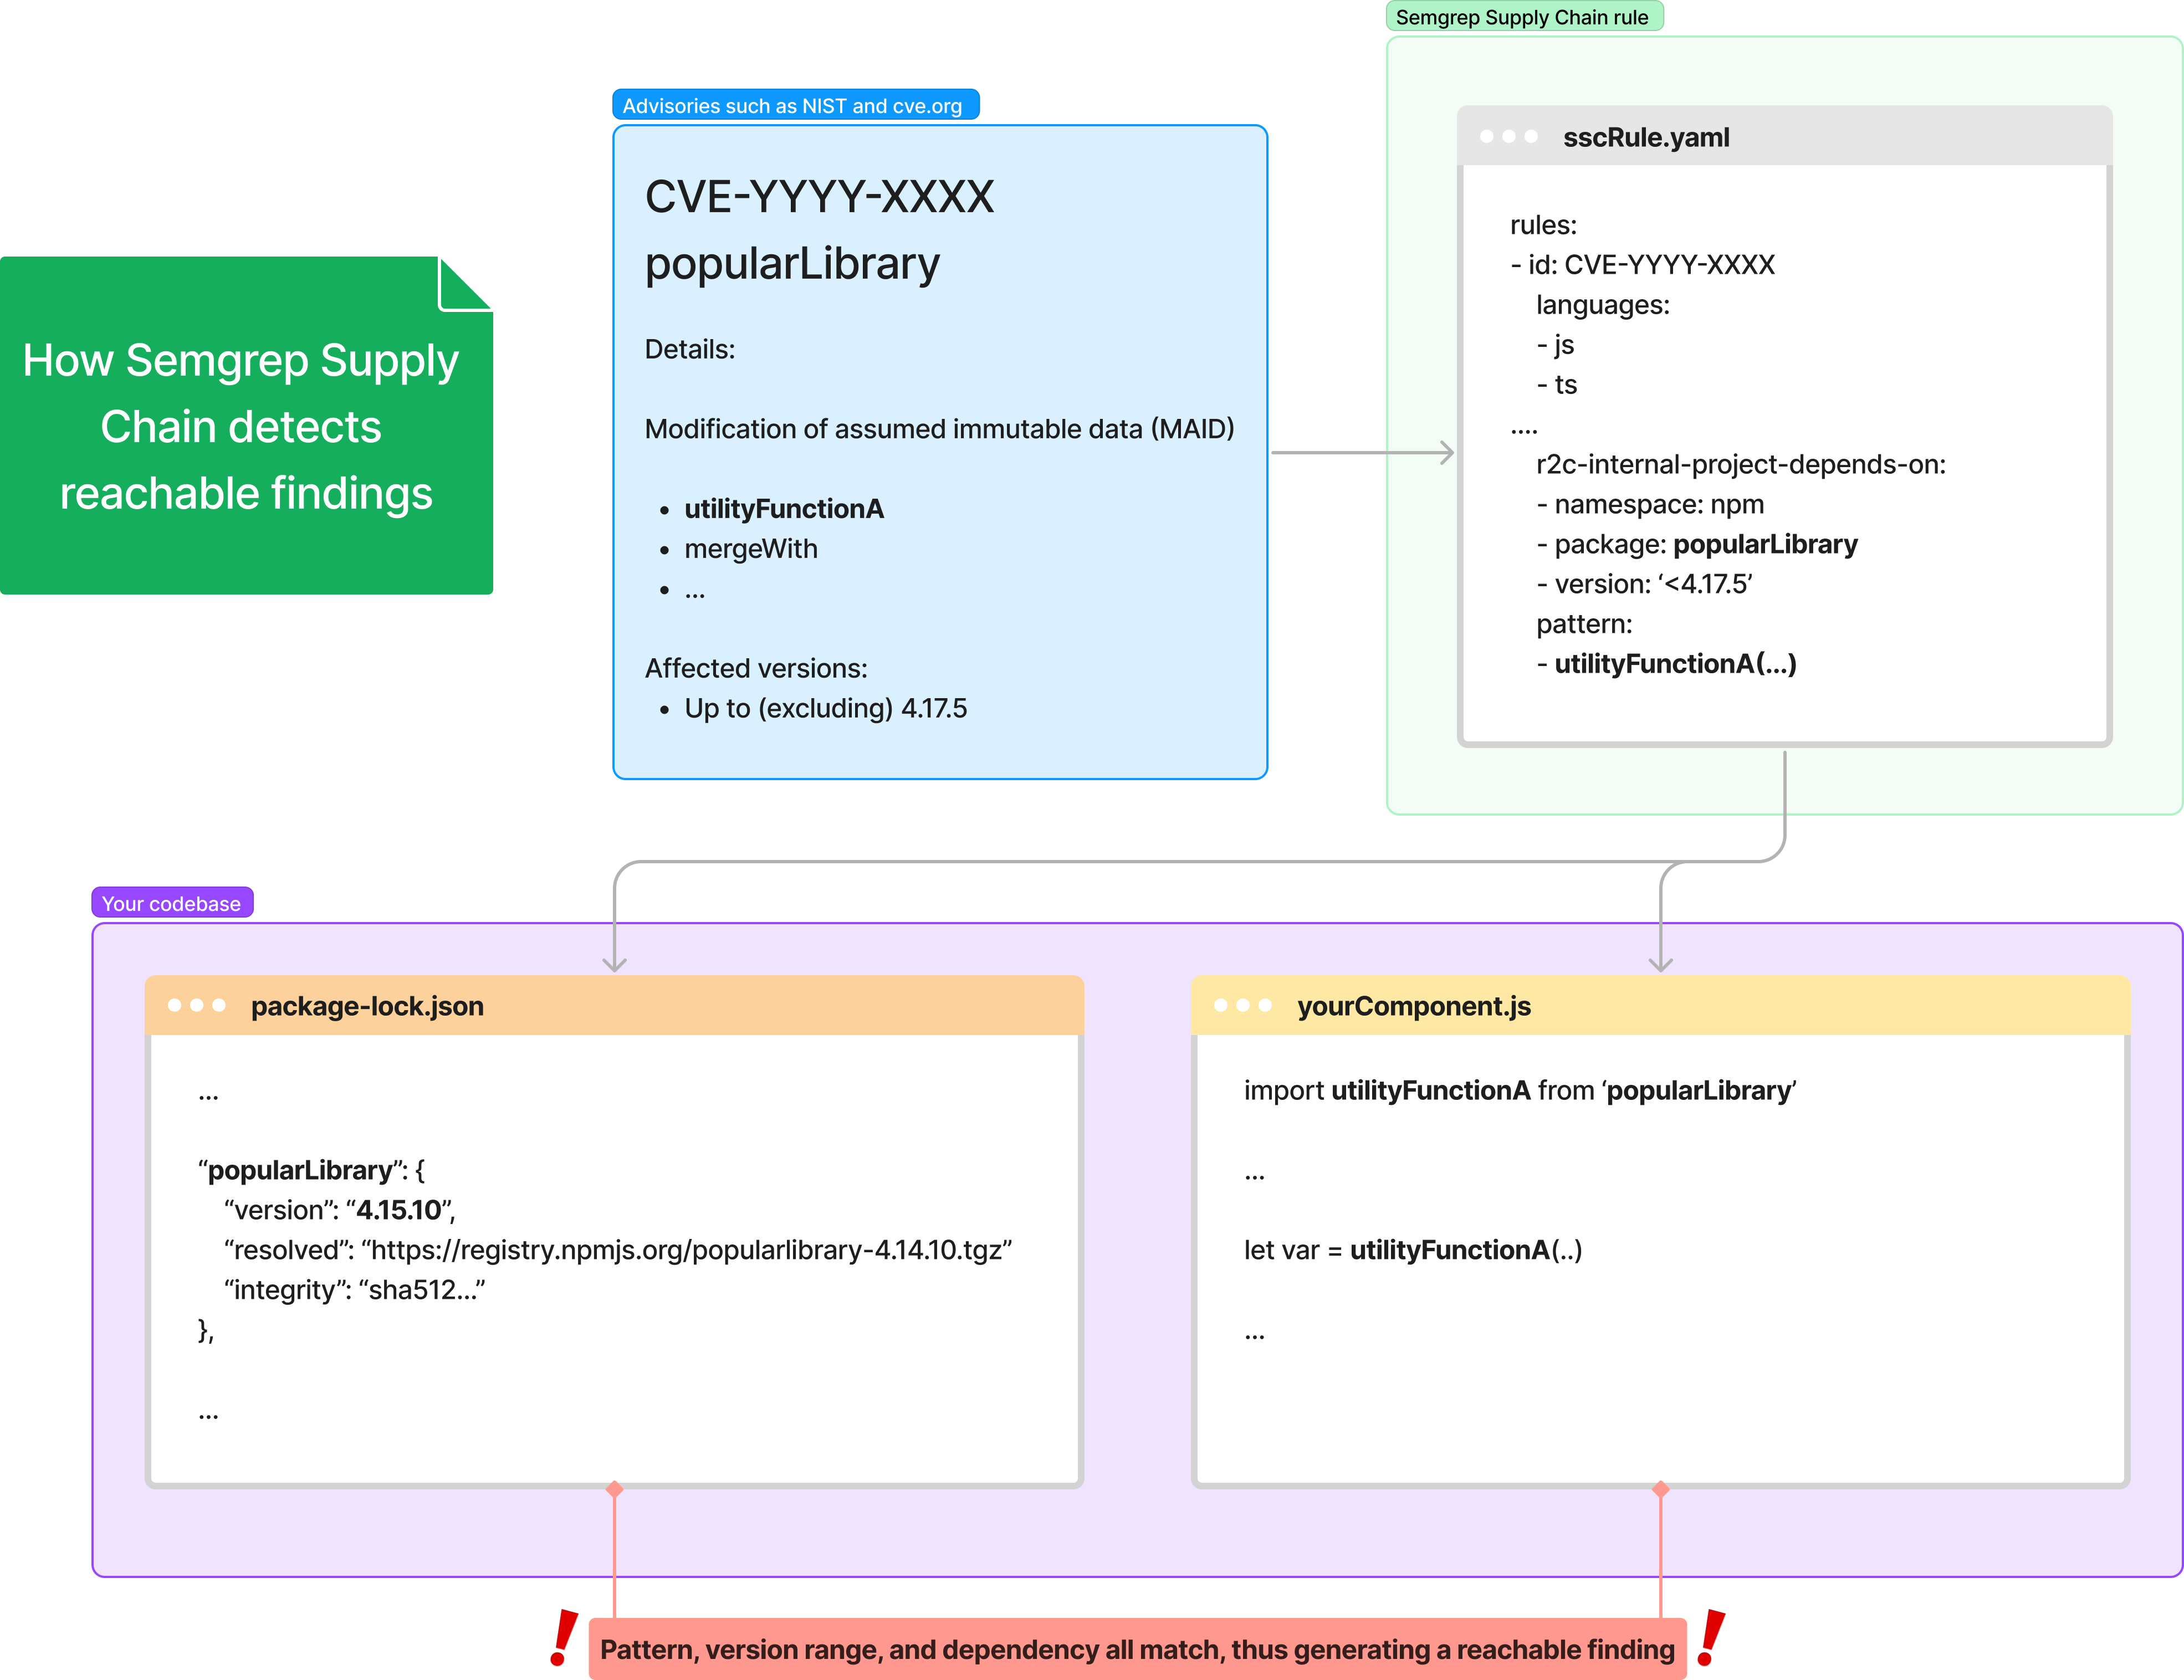 Semgrep Supply Chain rule
Advisories such as NIST and cve.org
How Semgrep Supply
Chain detects
reachable findings
CVE-YYYY-XXXX
popularLibrary
Details:
Modification of assumed immutable data (MAID)
• utilityFunctionA
• mergeWith
• ...
Affected versions:
• Up to (excluding) 4.17.5
sscRule.yaml
rules:
- id: CVE-YYYY-XXXX
languages:
- js
- ts
....
r2c-internal-project-depends-on:
- namespace: npm
- package: popularLibrary
- version: ‘<4.17.5’
pattern:
- utilityFunctionA(...)
Your codebase
package-lock.json
...
“popularLibrary”: {
“version”: “4.15.10”,
“resolved”: “https://registry.npmjs.org/popularlibrary-4.14.10.tgz”
“integrity”: “sha512...”
},
...
yourComponent.js
import utilityFunctionA from ‘popularLibrary’
...
let var = utilityFunctionA(..)
...
❗ Pattern, version range, and dependency all match, thus generating a reachable finding ❗